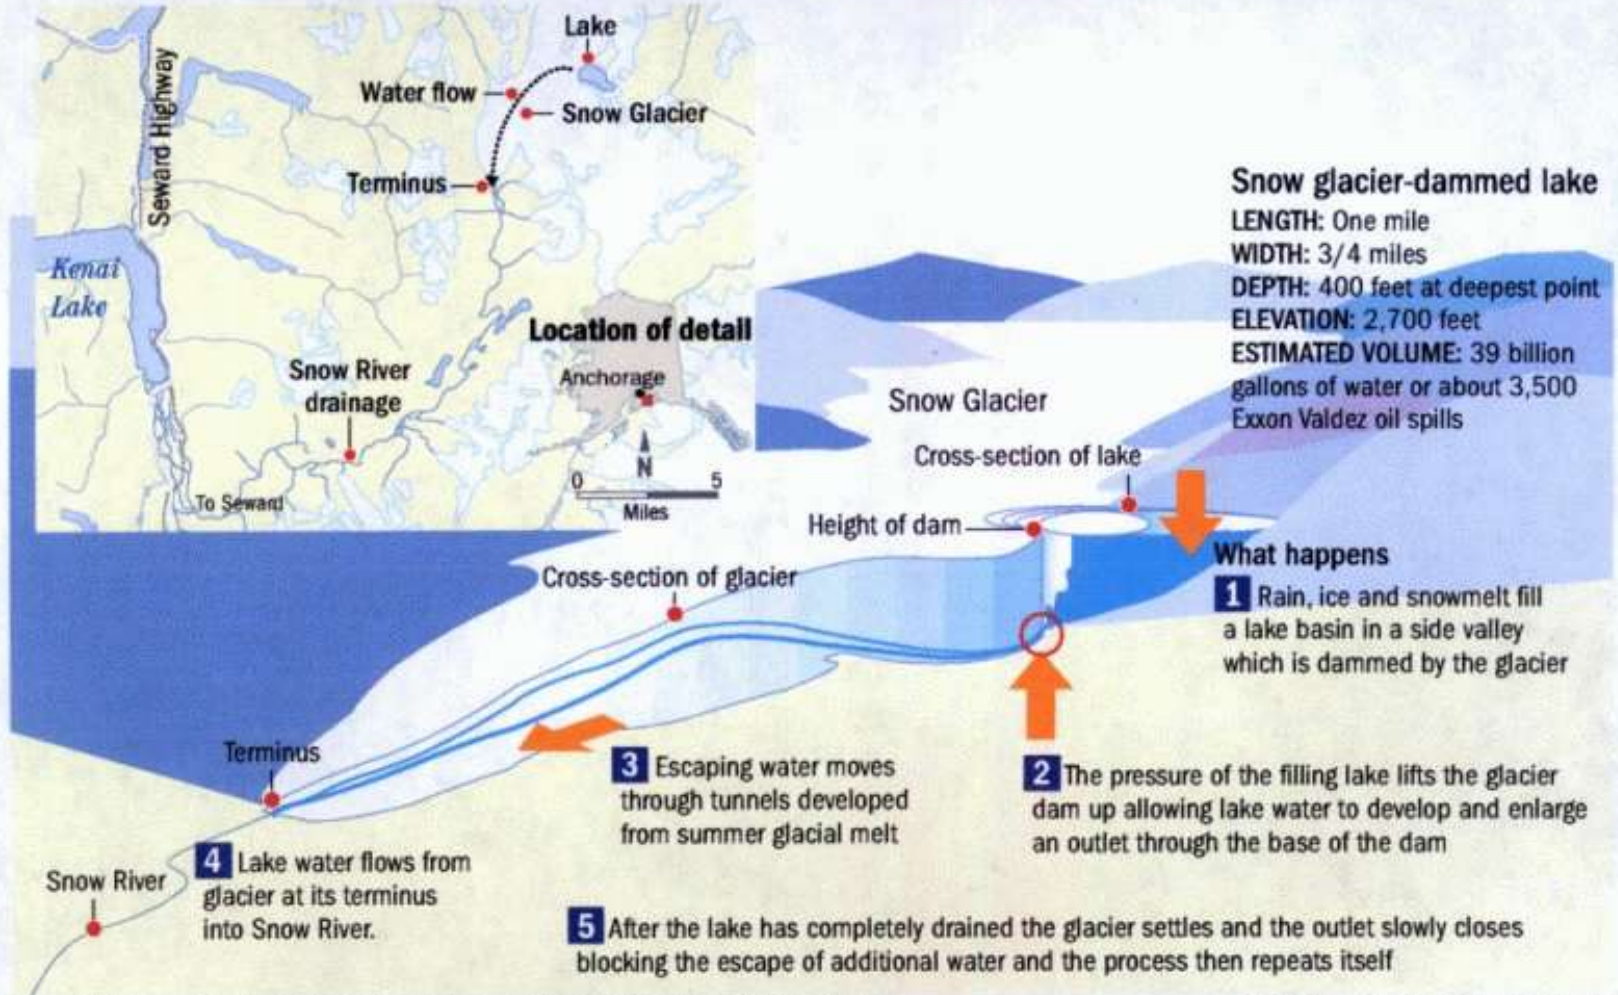 Lake
Water flow
Snow Glacier
Seward Highway
Terminus
Kenai
Lake
Location of detail
Anchorage
Snow River
drainage
N
0 5
Miles
To Seward
Snow glacier-dammed lake
LENGTH: One mile
WIDTH: 3/4 miles
DEPTH: 400 feet at deepest point
ELEVATION: 2,700 feet
ESTIMATED VOLUME: 39 billion
gallons of water or about 3,500
Exxon Valdez oil spills
Snow Glacier
Cross-section of lake
Height of dam
Cross-section of glacier
What happens
1 Rain, ice and snowmelt fill
a lake basin in a side valley
which is dammed by the glacier
2 The pressure of the filling lake lifts the glacier
dam up allowing lake water to develop and enlarge
an outlet through the base of the dam
3 Escaping water moves
through tunnels developed
from summer glacial melt
Terminus
4 Lake water flows from
glacier at its terminus
into Snow River.
Snow River
5 After the lake has completely drained the glacier settles and the outlet slowly closes
blocking the escape of additional water and the process then repeats itself